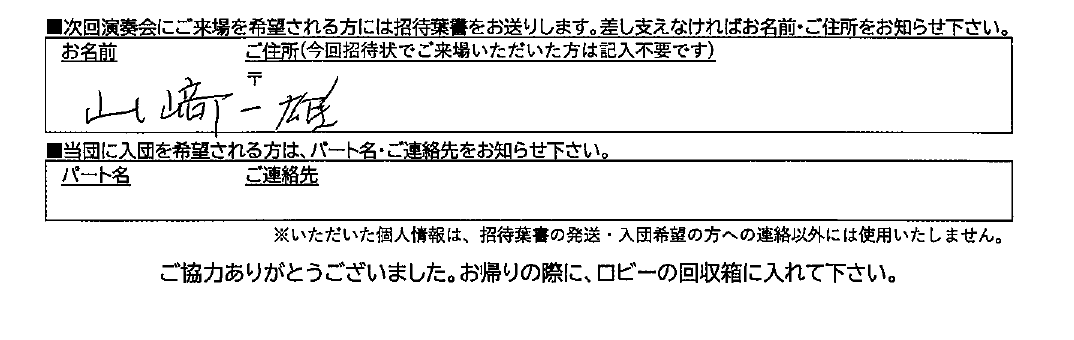 ■次回演奏会にご来場を希望される方には招待葉書をお送りします。差し支えなければお名前・ご住所をお知らせ下さい。
お名前 ご住所(今回招待状でご来場いただいた方は記入不要です)
〒
山崎一雄
■当団に入団を希望される方は、パート名・ご連絡先をお知らせ下さい。
パート名 ご連絡先
※いただいた個人情報は、招待葉書の発送・入団希望の方への連絡以外には使用いたしません。
ご協力ありがとうございました。お帰りの際に、ロビーの回収箱に入れて下さい。